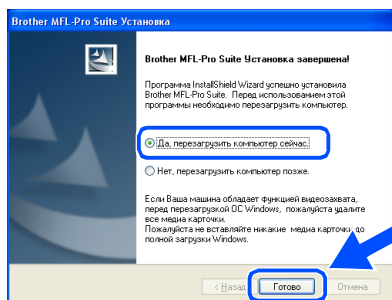 Brother MFL-Pro Suite Установка
Brother MFL-Pro Suite Установка завершена!
Программа InstallShield Wizard успешно установила
Brother MFL-Pro Suite. Перед использованием этой
программы необходимо перезагрузить компьютер.
Да, перезагрузить компьютер сейчас.
Нет, перезагрузить компьютер позже.
Если Ваша машина обладает функцией видеозахвата,
перед перезагрузкой ОС Windows, пожалуйста удалите
все медиа карточки.
Пожалуйста не вставляйте никакие медиа карточки до
полной загрузки Windows.
< Назад Готово Отмена